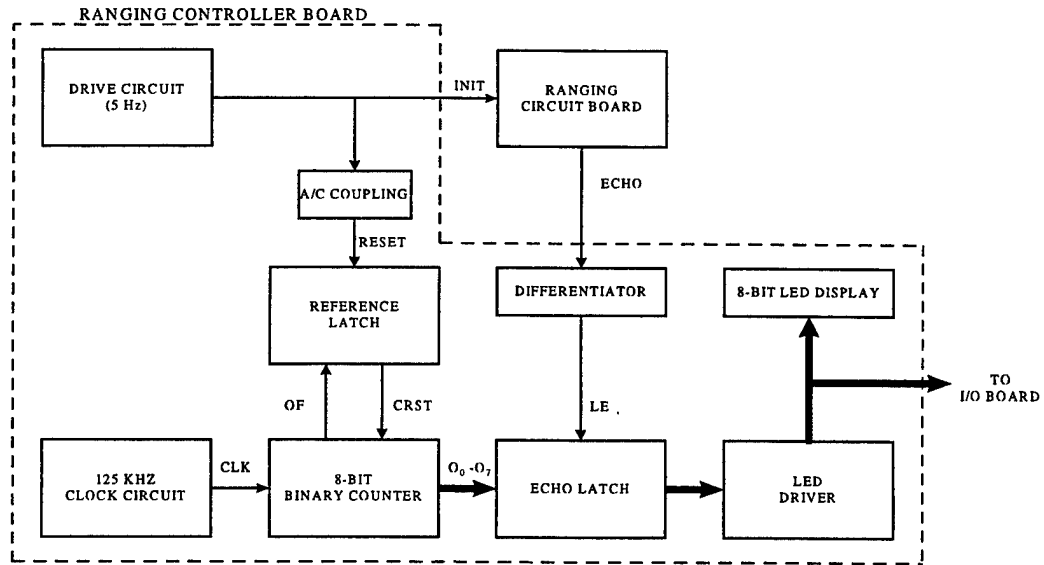 RANGING CONTROLLER BOARD
DRIVE CIRCUIT
(5 Hz)
INIT
RANGING
CIRCUIT BOARD
A/C COUPLING
ECHO
RESET
REFERENCE
LATCH
DIFFERENTIATOR
8-BIT LED DISPLAY
TO
I/O BOARD
OF
CRST
LE
125 KHZ
CLOCK CIRCUIT
CLK
8-BIT
BINARY COUNTER
O₀-O₇
ECHO LATCH
LED
DRIVER